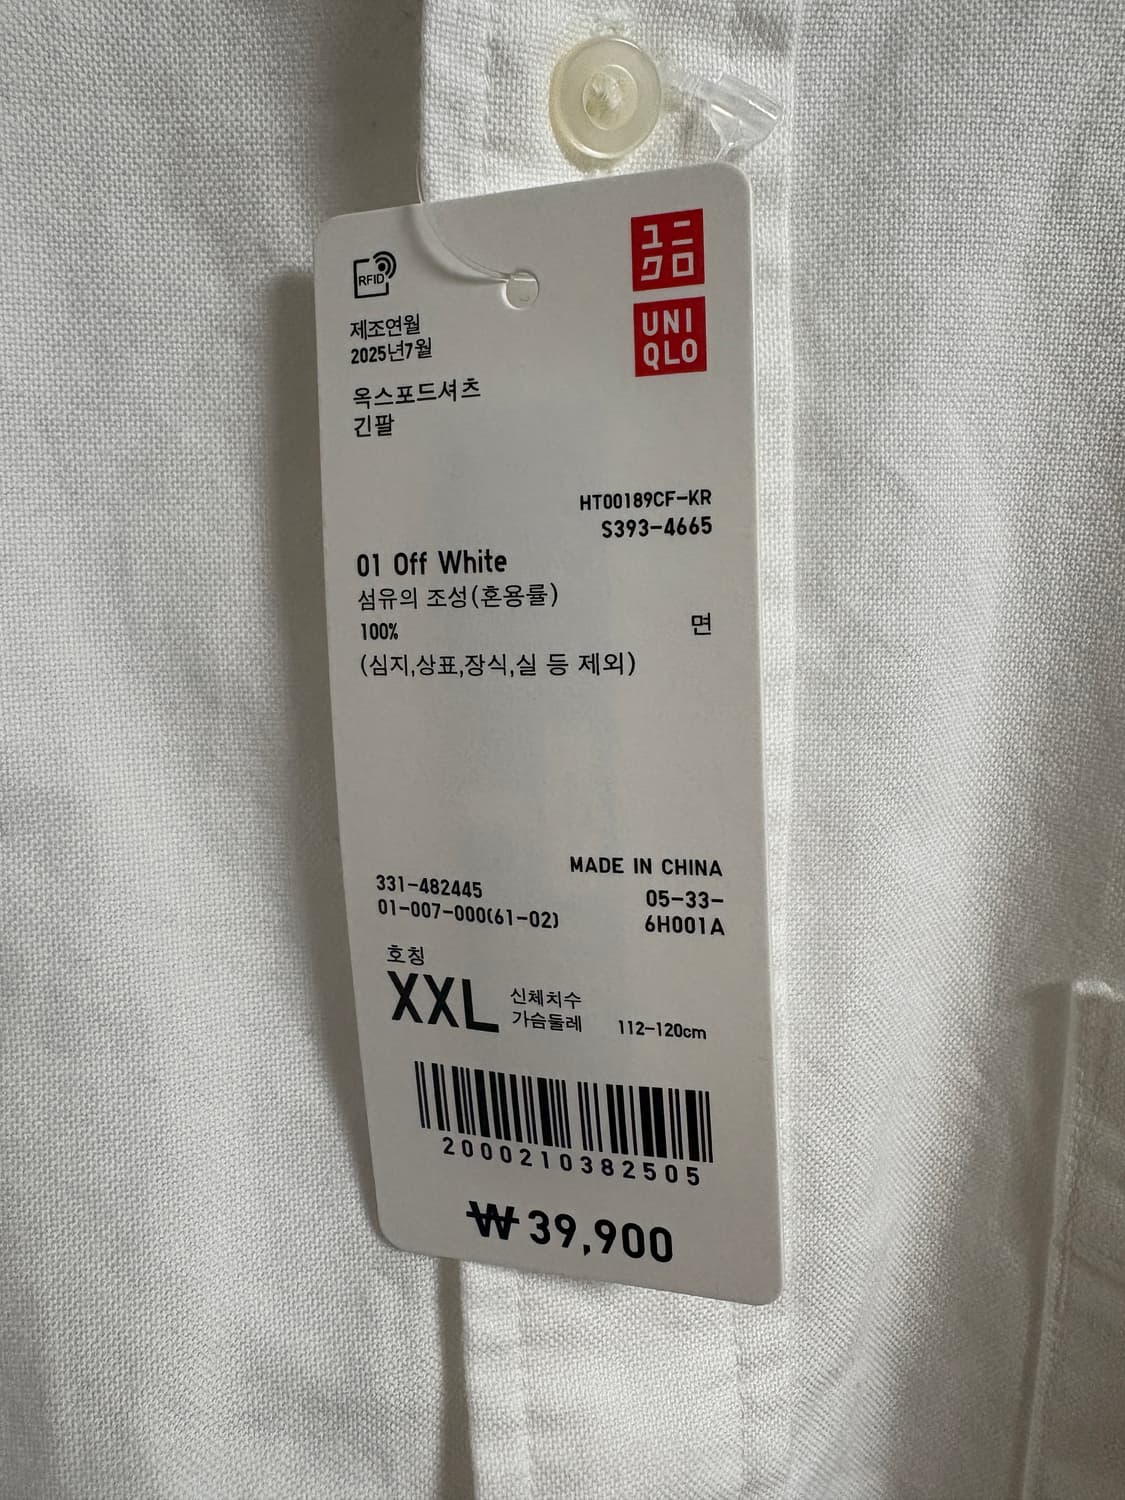 RFID
ユニ
クロ
UNI
QLO
제조연월
2025년7월
옥스포드셔츠
긴팔
HT00189CF-KR
S393-4665
01 Off White
섬유의 조성(혼용률)
100% 면
(심지,상표,장식,실 등 제외)
MADE IN CHINA
331-482445 05-33-
01-007-000(61-02) 6H001A
호칭
XXL
신체치수
가슴둘레 112-120cm
2000210382505
₩39,900